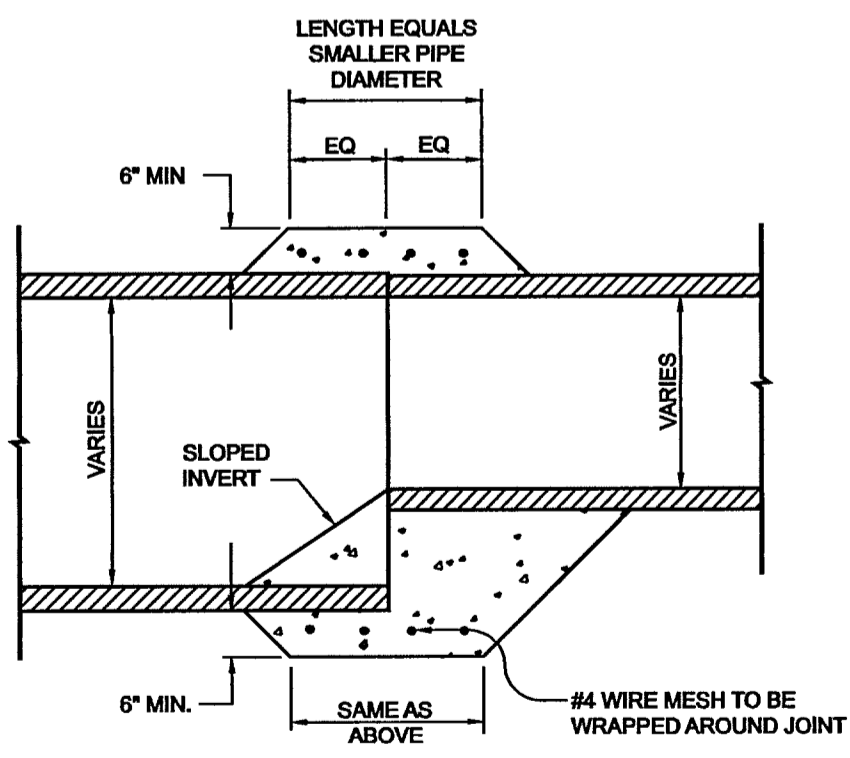 LENGTH EQUALS
SMALLER PIPE
DIAMETER
EQ EQ
6" MIN
VARIES
VARIES
SLOPED
INVERT
6" MIN.
SAME AS
ABOVE
#4 WIRE MESH TO BE
WRAPPED AROUND JOINT